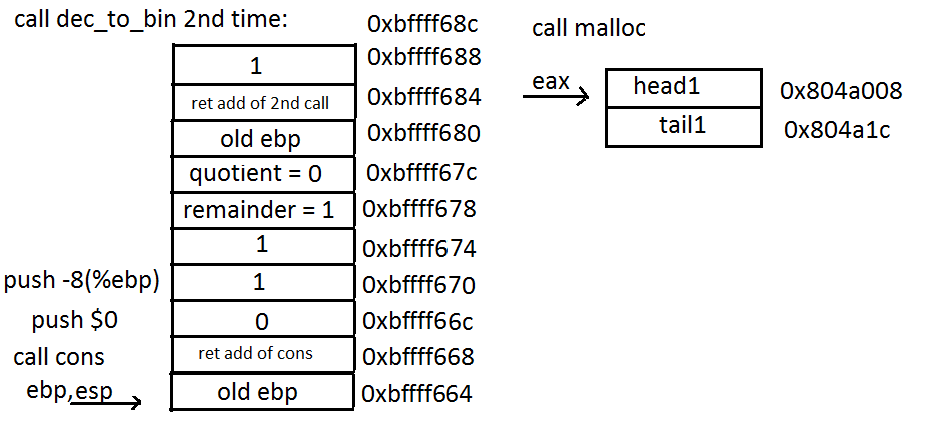 call dec_to_bin 2nd time:
0xbffff68c
1
0xbffff688
ret add of 2nd call
0xbffff684
old ebp
0xbffff680
quotient = 0
0xbffff67c
remainder = 1
0xbffff678
1
0xbffff674
push -8(%ebp)
1
0xbffff670
push $0
0
0xbffff66c
call cons
ret add of cons
0xbffff668
ebp,esp
old ebp
0xbffff664
call malloc
eax
head1
0x804a008
tail1
0x804a1c